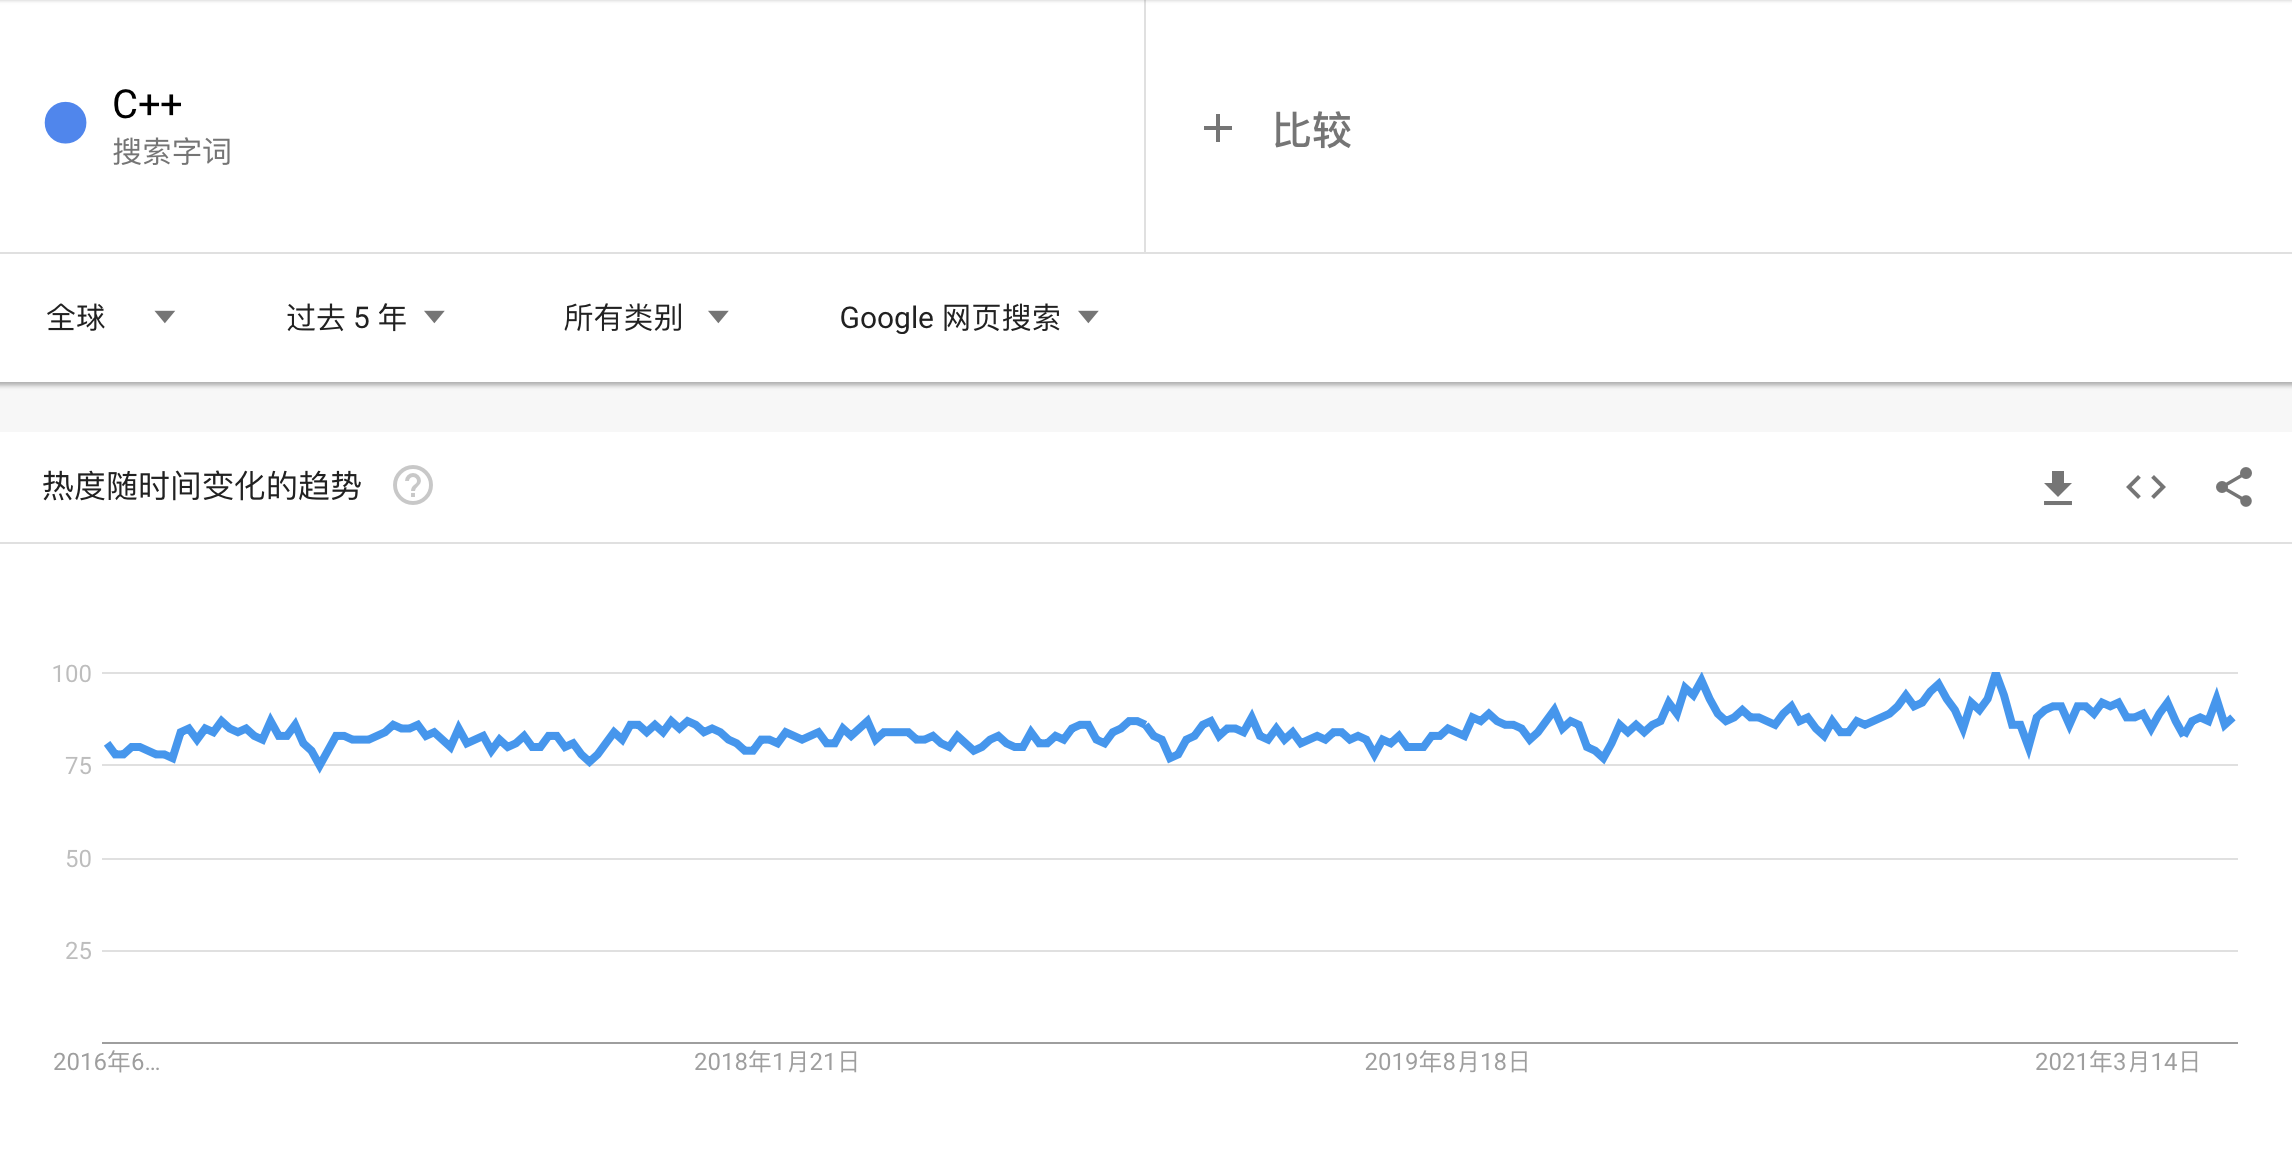 C++
搜索字词
+ 比较
全球
过去 5 年
所有类别
Google 网页搜索
热度随时间变化的趋势
?
100
75
50
25
2016年6...
2018年1月21日
2019年8月18日
2021年3月14日